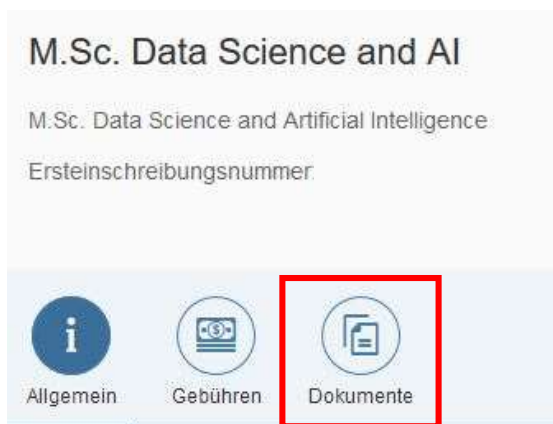 M.Sc. Data Science and AI
M.Sc. Data Science and Artificial Intelligence
Ersteinschreibungsnummer:
Allgemein Gebühren Dokumente